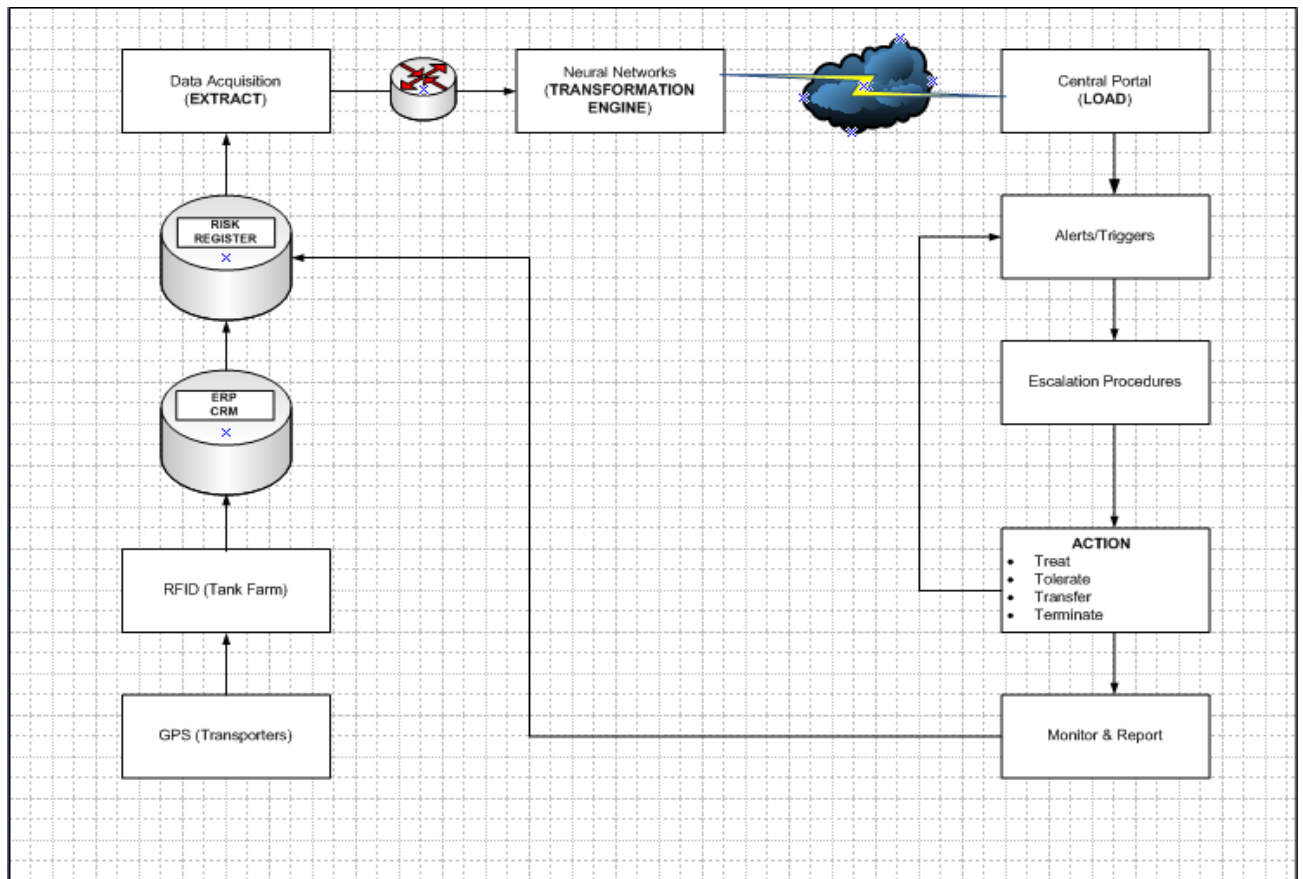 Data Acquisition
(EXTRACT)
Neural Networks
(TRANSFORMATION
ENGINE)
Central Portal
(LOAD)
RISK
REGISTER
Alerts/Triggers
Escalation Procedures
ERP
CRM
RFID (Tank Farm)
ACTION
• Treat
• Tolerate
• Transfer
• Terminate
GPS (Transporters)
Monitor & Report